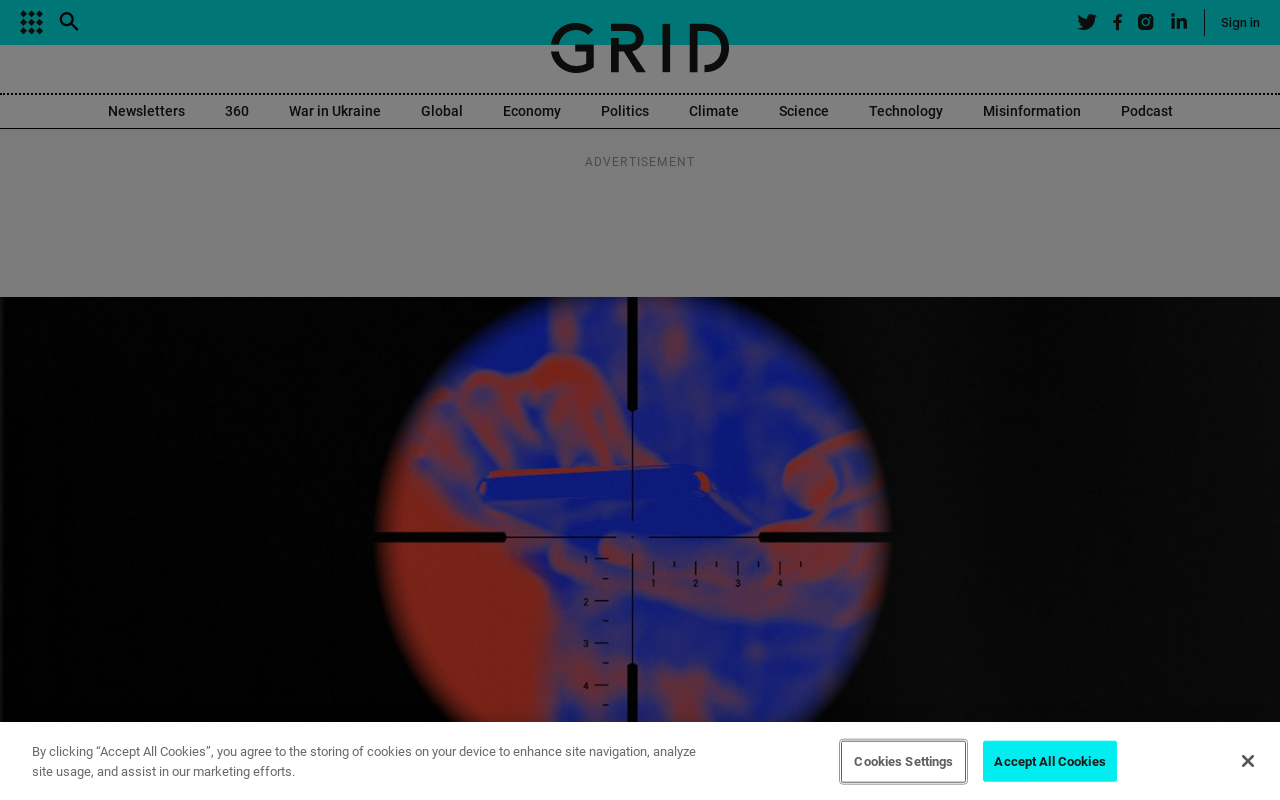 Sign in
GRID
Newsletters 360 War in Ukraine Global Economy Politics Climate Science Technology Misinformation Podcast
ADVERTISEMENT
1
1 2 3 4
2
3
4
By clicking “Accept All Cookies”, you agree to the storing of cookies on your device to enhance site navigation, analyze
site usage, and assist in our marketing efforts.
Cookies Settings
Accept All Cookies